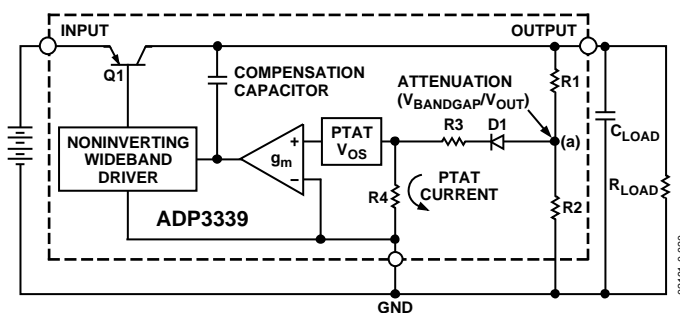 INPUT
OUTPUT
Q1
COMPENSATION
CAPACITOR
ATTENUATION
(VBANDGAP/VOUT)
R1
R3
D1
(a)
CLOAD
RLOAD
NONINVERTING
WIDEBAND
DRIVER
gm
+
−
PTAT
VOS
R4
PTAT
CURRENT
R2
ADP3339
GND